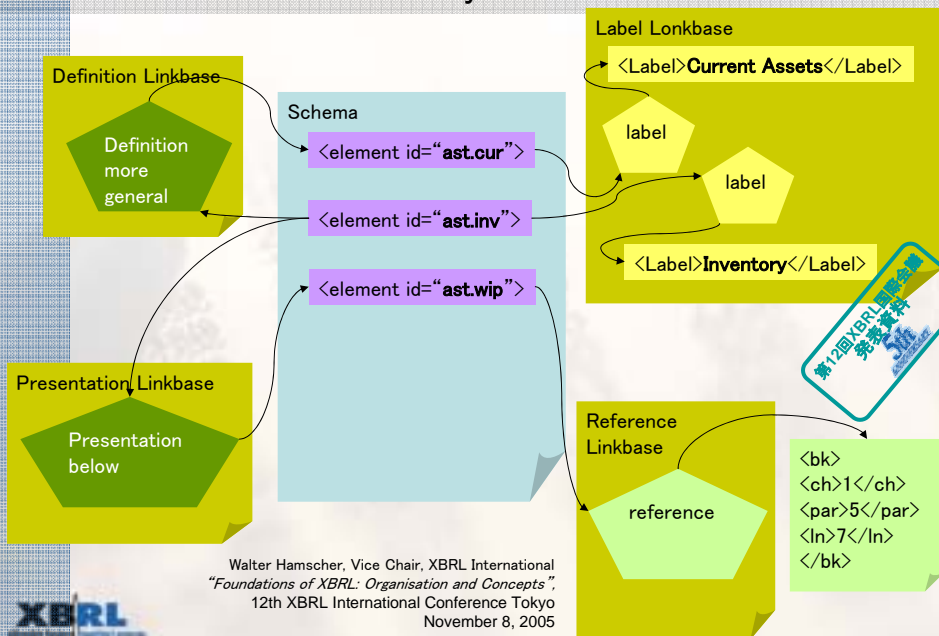 Label Lonkbase
<Label>Current Assets</Label>
label
label
<Label>Inventory</Label>
Definition Linkbase
Definition
more
general
Schema
<element id="ast.cur">
<element id="ast.inv">
<element id="ast.wip">
Presentation Linkbase
Presentation
below
Reference
Linkbase
reference
<bk>
<ch>1</ch>
<par>5</par>
<ln>7</ln>
</bk>
第12回XBRL国際会議
発表資料
5th
Walter Hamscher, Vice Chair, XBRL International
“Foundations of XBRL: Organisation and Concepts”,
12th XBRL International Conference Tokyo
November 8, 2005
XBRL